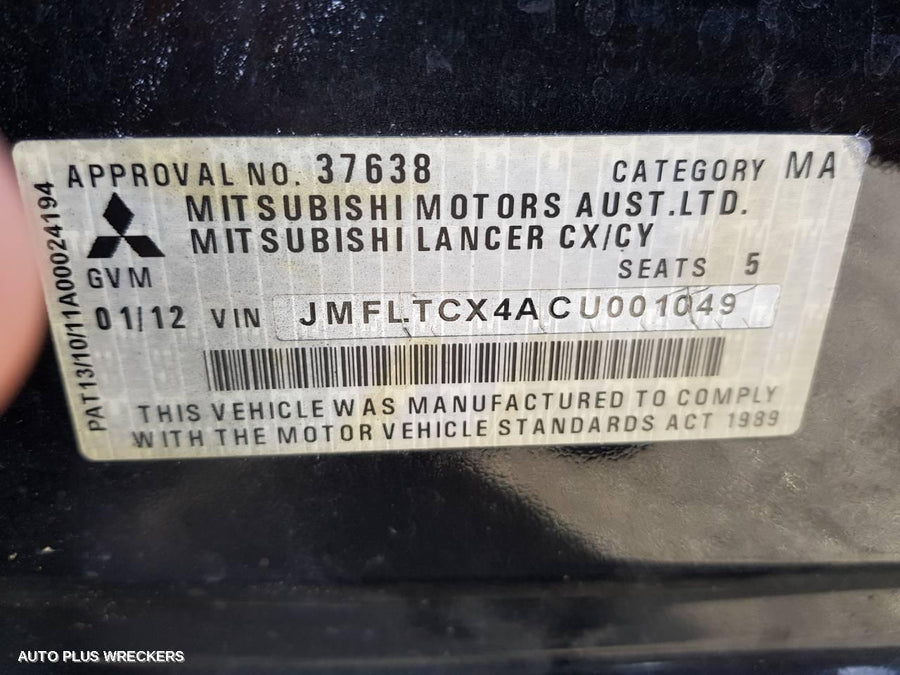 APPROVAL NO. 37638 CATEGORY MA
MITSUBISHI MOTORS AUST.LTD.
MITSUBISHI LANCER CX/CY
GVM SEATS 5
01/12 VIN JMFLTCX4ACU001049
THIS VEHICLE WAS MANUFACTURED TO COMPLY
WITH THE MOTOR VEHICLE STANDARDS ACT 1989
PAT13/10/11A00024194
AUTO PLUS WRECKERS